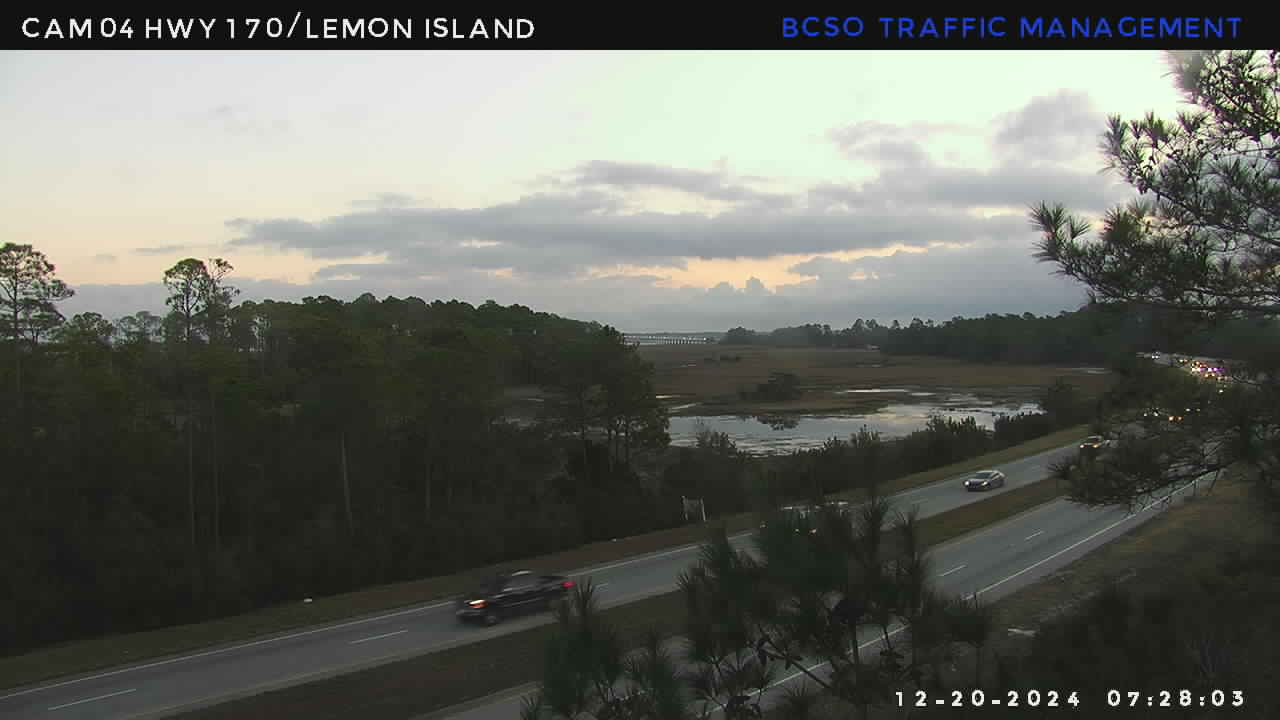 CAM04 HWY 170/LEMON ISLAND
BCSO TRAFFIC MANAGEMENT
12-20-2024 07:28:03